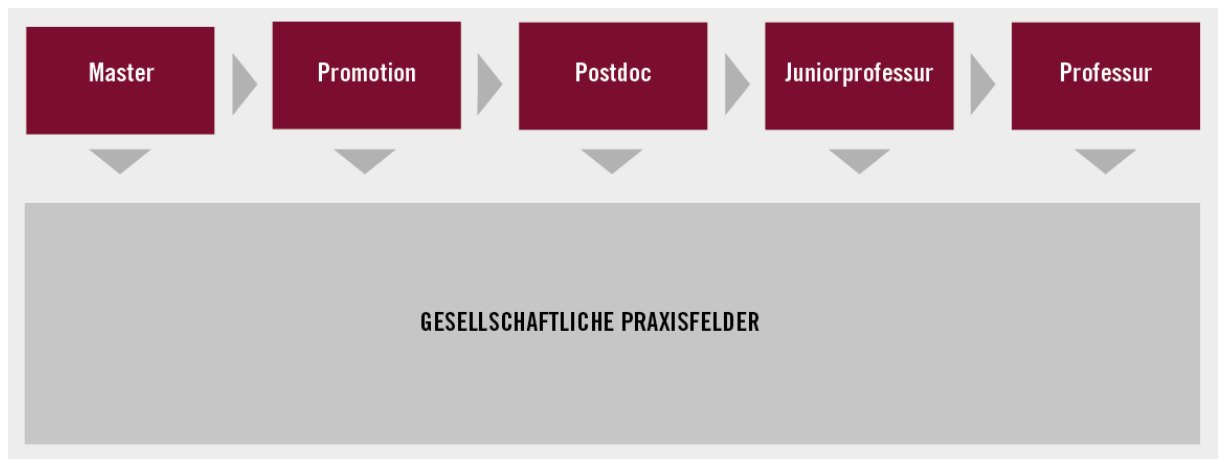 Master
Promotion
Postdoc
Juniorprofessur
Professur
GESELLSCHAFTLICHE PRAXISFELDER